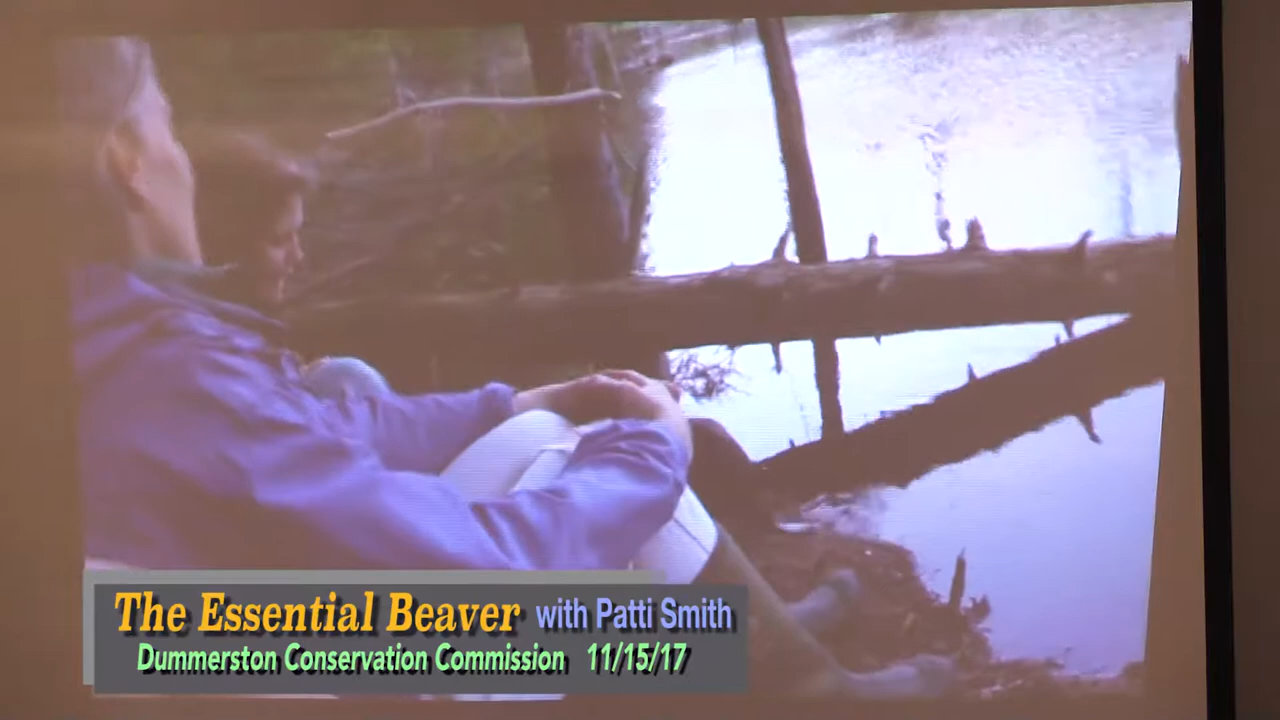 The Essential Beaver with Patti Smith
Dummerston Conservation Commission 11/15/17